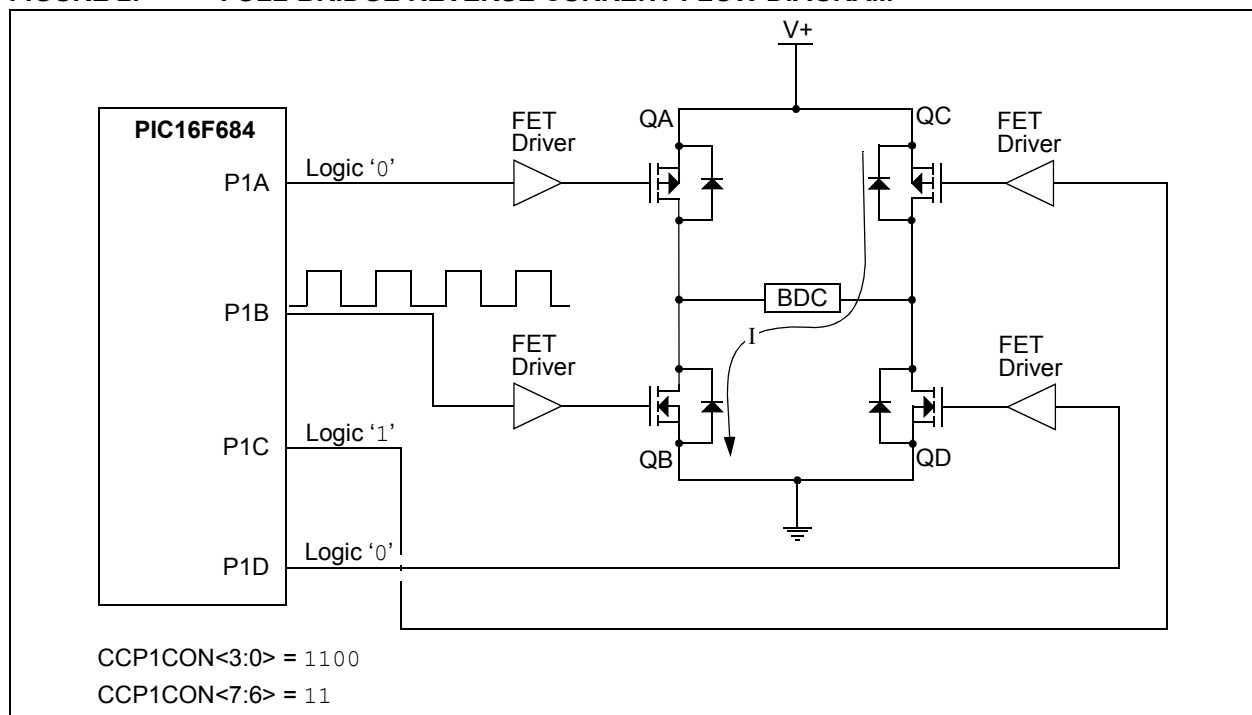 FIGURE 2: FULL-BRIDGE REVERSE CURRENT FLOW DIAGRAM
V+
PIC16F684
P1A
Logic ‘0’
FET
Driver
QA
QC
FET
Driver
P1B
BDC
I
FET
Driver
FET
Driver
P1C
Logic ‘1’
QB
QD
P1D
Logic ‘0’
CCP1CON<3:0> = 1100
CCP1CON<7:6> = 11